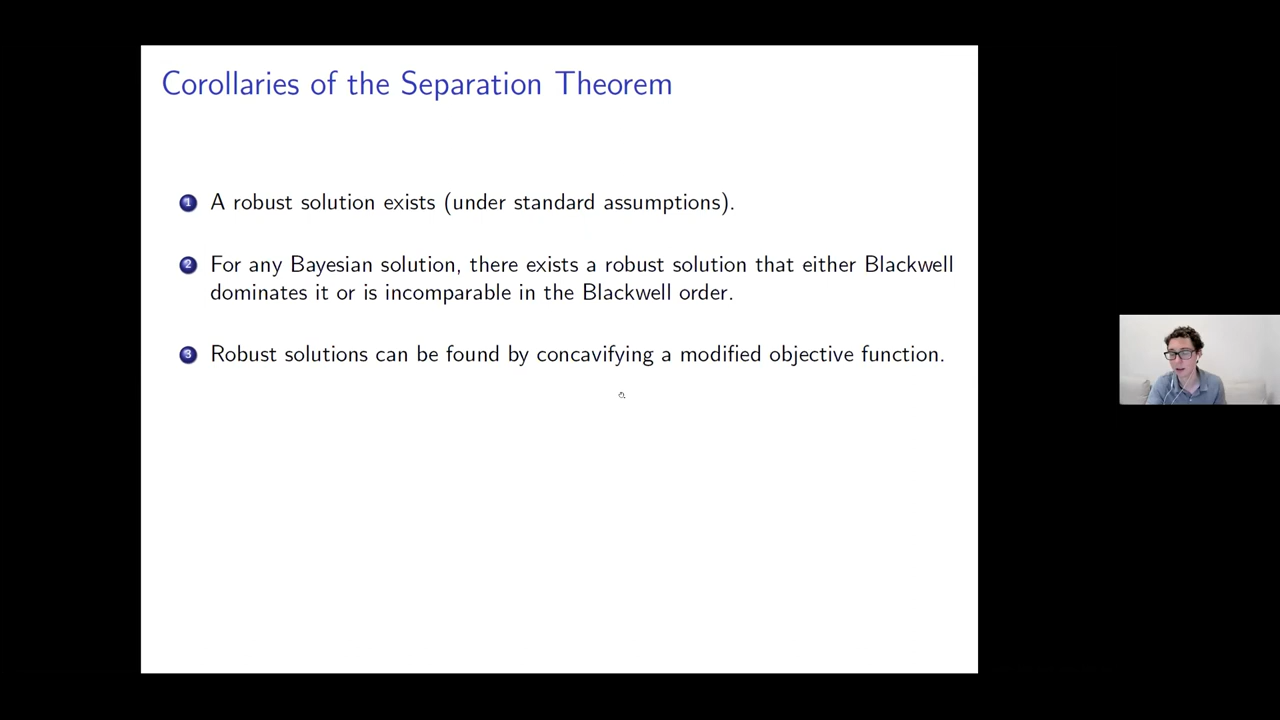 Corollaries of the Separation Theorem
1 A robust solution exists (under standard assumptions).
2 For any Bayesian solution, there exists a robust solution that either Blackwell
dominates it or is incomparable in the Blackwell order.
3 Robust solutions can be found by concavifying a modified objective function.